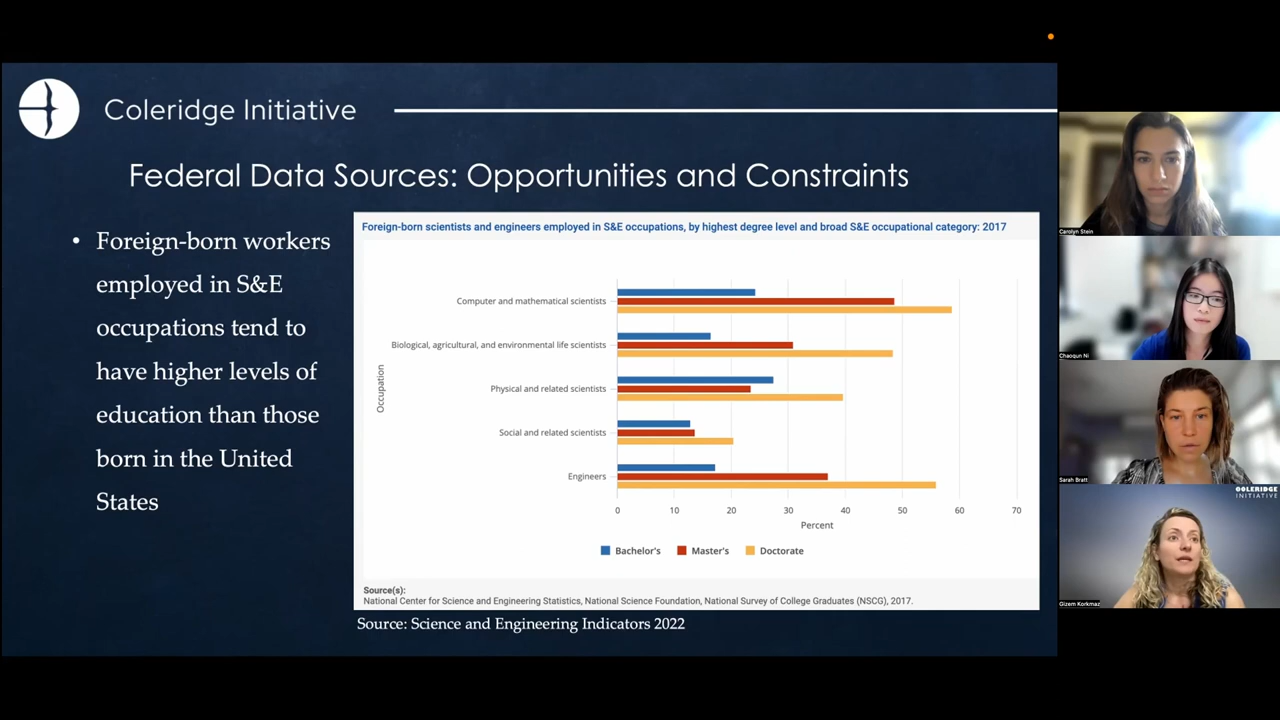 Coleridge Initiative
Federal Data Sources: Opportunities and Constraints
• Foreign-born workers
employed in S&E
occupations tend to
have higher levels of
education than those
born in the United
States
Foreign-born scientists and engineers employed in S&E occupations, by highest degree level and broad S&E occupational category: 2017
Occupation
Computer and mathematical scientists
Biological, agricultural, and environmental life scientists
Physical and related scientists
Social and related scientists
Engineers
0 10 20 30 40 50 60 70
Percent
Bachelor's Master's Doctorate
Source(s):
National Center for Science and Engineering Statistics, National Science Foundation, National Survey of College Graduates (NSCG), 2017.
Source: Science and Engineering Indicators 2022
Carolyn Stein
Chaoqun Ni
Sarah Bratt
COLERIDGE
INITIATIVE
Gizem Korkmaz